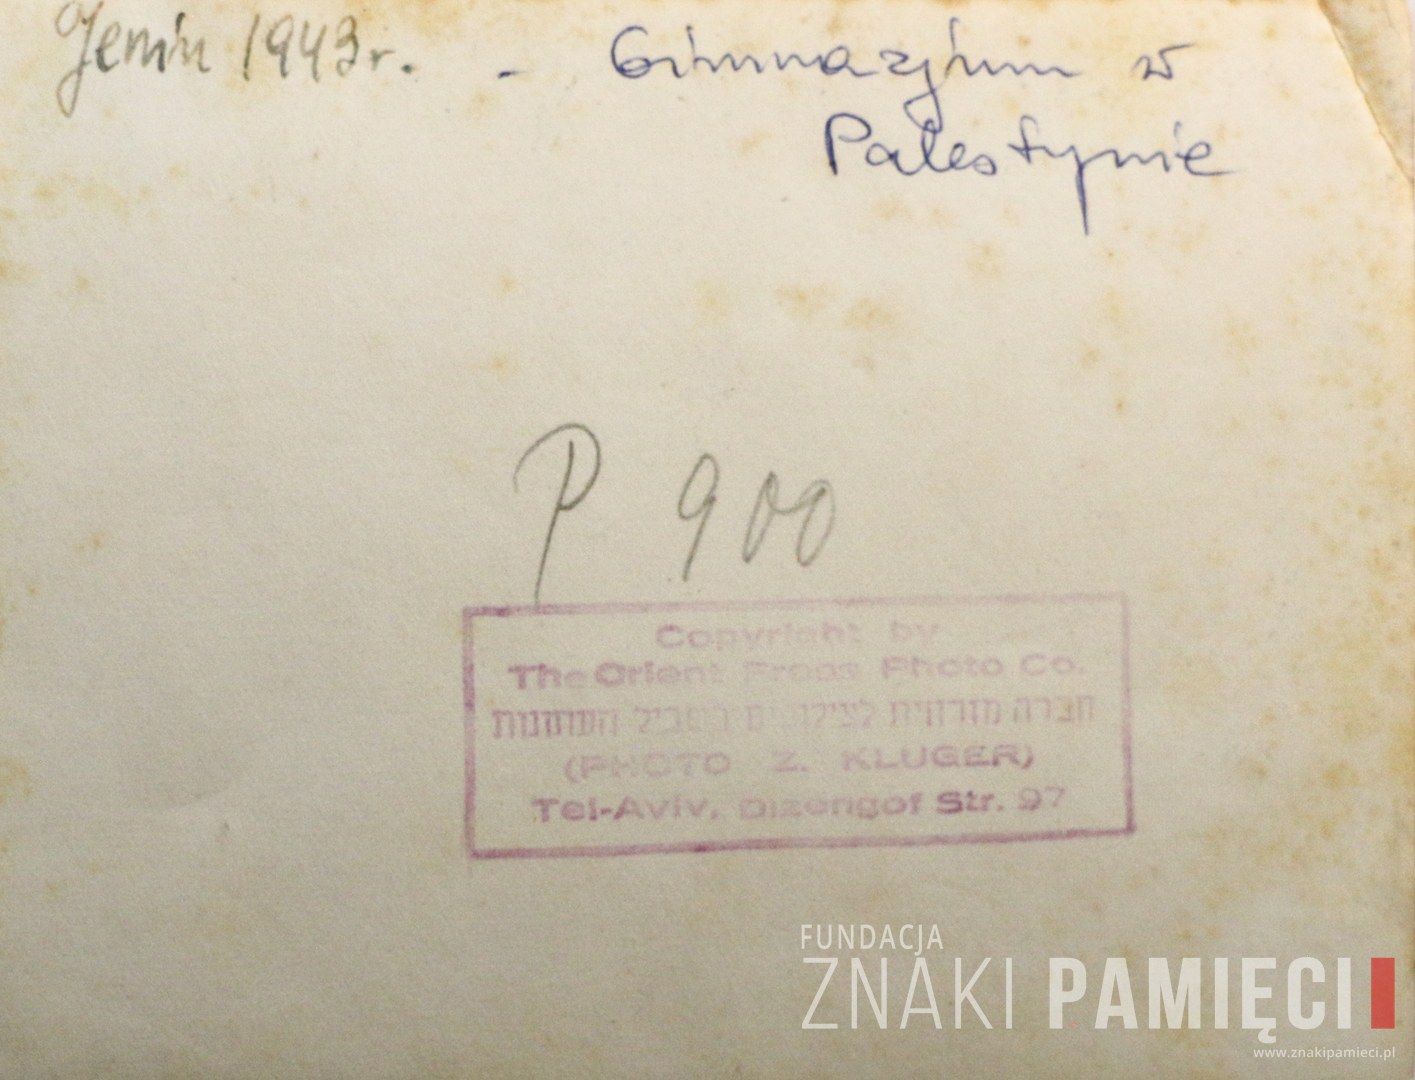 Jenin 1943 r. - Gimnazjum w
Palestynie
P 900
Copyright by
The Orient Press Photo Co.
חברה מזרחית לצילומים בשביל העתונות
(PHOTO Z. KLUGER)
Tel-Aviv, Dizengof Str. 97
FUNDACJA
ZNAKI PAMIĘCI
www.znakipamieci.pl